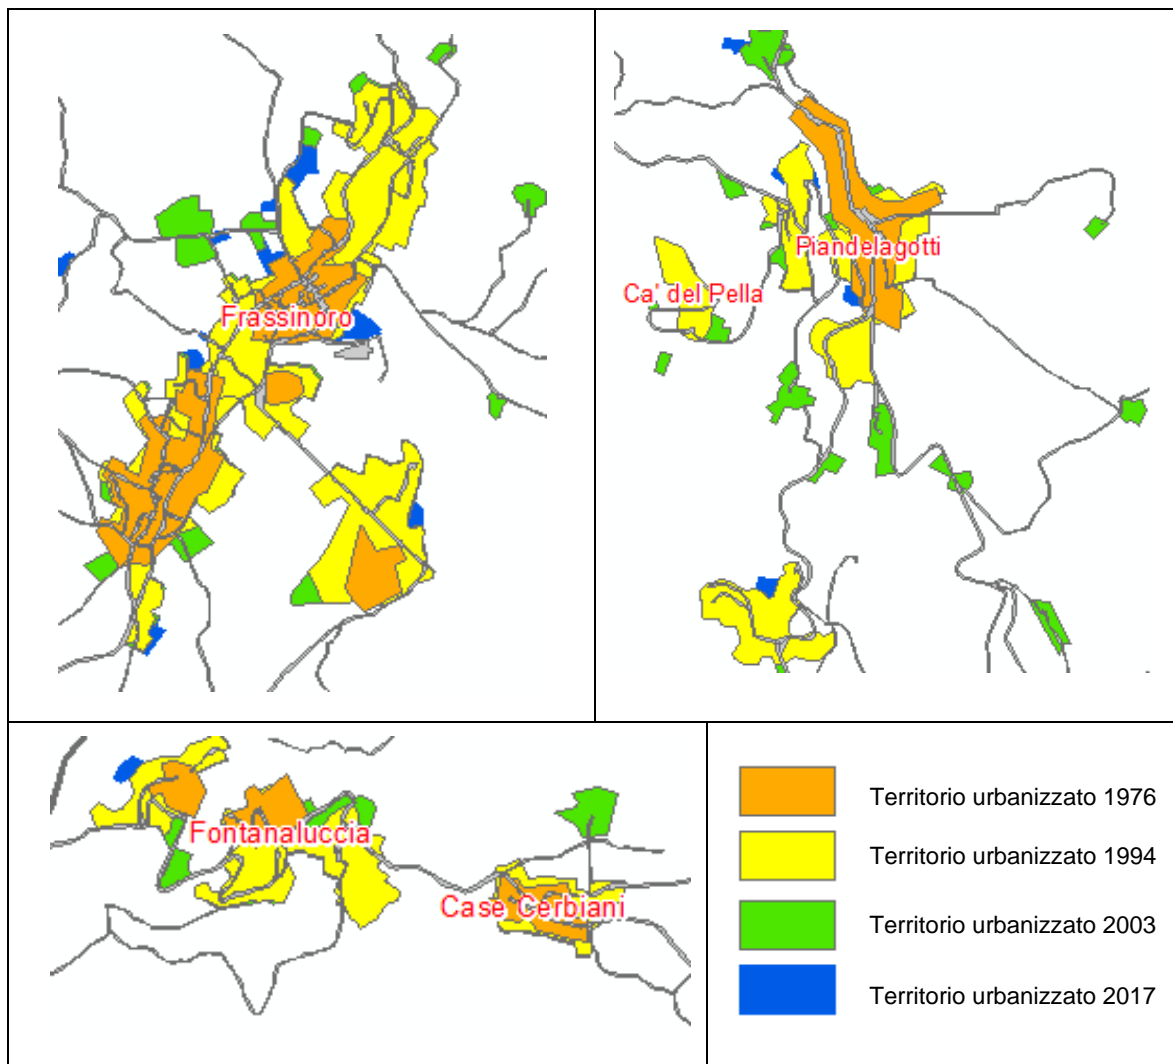 Frassinoro
Piandelagotti
Ca' del Pella
Fontanaluccia
Case Cerbiani
Territorio urbanizzato 1976
Territorio urbanizzato 1994
Territorio urbanizzato 2003
Territorio urbanizzato 2017